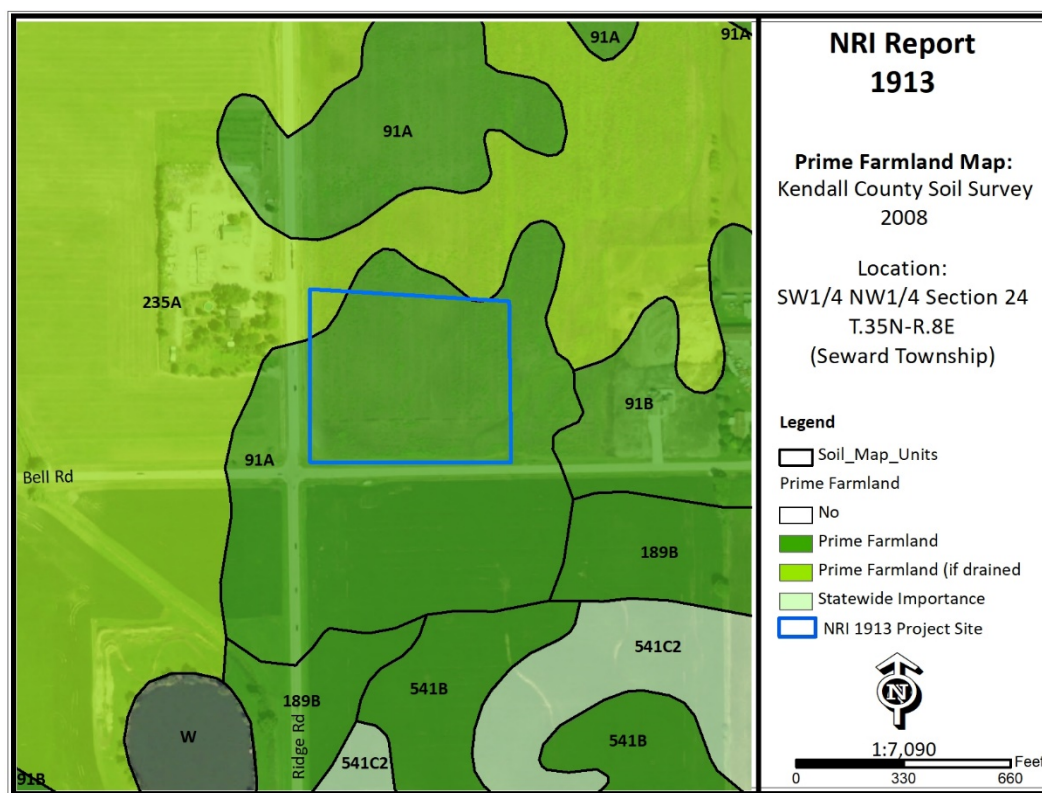 91A
91A
91A
235A
91B
91A
Bell Rd
189B
541C2
189B
541B
W
Ridge Rd
541C2
541B
91B
NRI Report
1913
Prime Farmland Map:
Kendall County Soil Survey
2008
Location:
SW1/4 NW1/4 Section 24
T.35N-R.8E
(Seward Township)
Legend
Soil_Map_Units
Prime Farmland
No
Prime Farmland
Prime Farmland (if drained
Statewide Importance
NRI 1913 Project Site
N
1:7,090
Feet
0 330 660